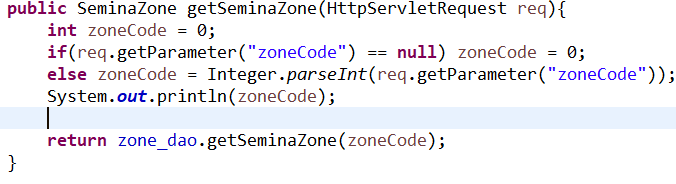 public SeminaZone getSeminaZone(HttpServletRequest req){
int zoneCode = 0;
if(req.getParameter("zoneCode") == null) zoneCode = 0;
else zoneCode = Integer.parseInt(req.getParameter("zoneCode"));
System.out.println(zoneCode);
return zone_dao.getSeminaZone(zoneCode);
}